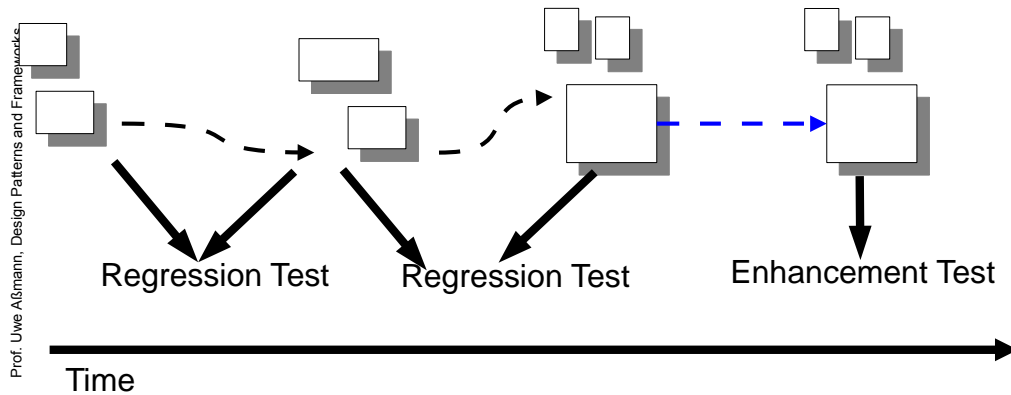 Prof. Uwe Aßmann, Design Patterns and Frameworks
Regression Test
Regression Test
Enhancement Test
Time